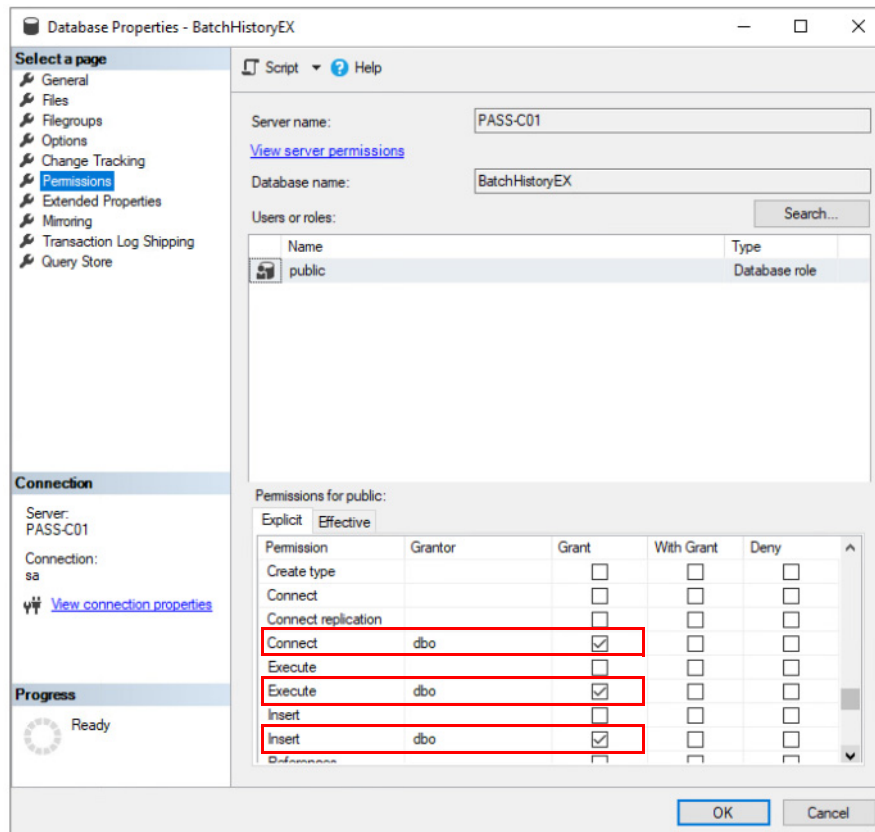 Database Properties - BatchHistoryEX
Select a page
General
Files
Filegroups
Options
Change Tracking
Permissions
Extended Properties
Mirroring
Transaction Log Shipping
Query Store
Script
Help
Server name:
PASS-C01
View server permissions
Database name:
BatchHistoryEX
Users or roles:
Search...
Name Type
public Database role
Connection
Server:
PASS-C01
Connection:
sa
View connection properties
Progress
Ready
Permissions for public:
Explicit Effective
Permission Grantor Grant With Grant Deny
Create type
Connect
Connect replication
Connect dbo
Execute
Execute dbo
Insert
Insert dbo
References
OK Cancel